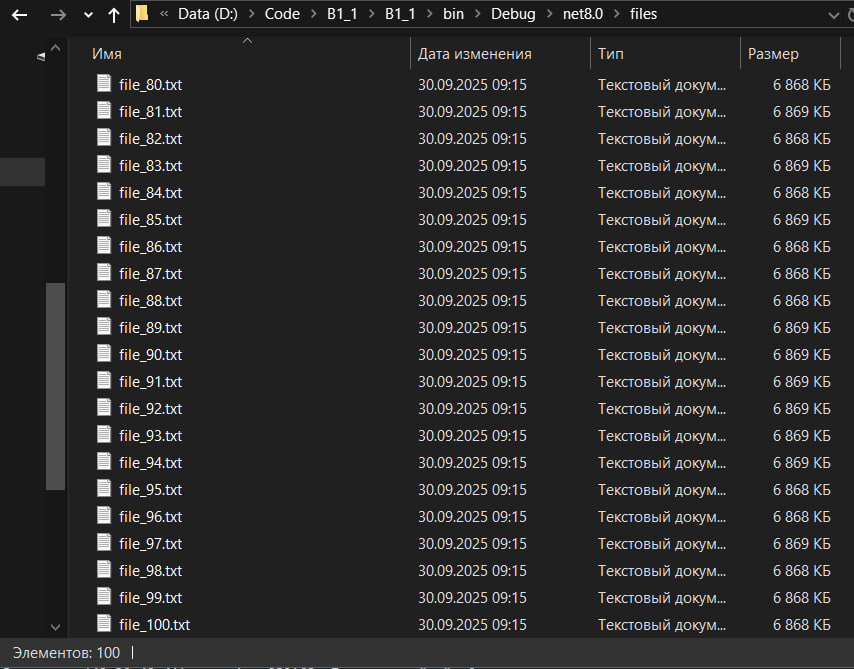 « Data (D:) > Code > B1_1 > B1_1 > bin > Debug > net8.0 > files
Имя Дата изменения Тип Размер
file_80.txt 30.09.2025 09:15 Текстовый докум... 6 868 КБ
file_81.txt 30.09.2025 09:15 Текстовый докум... 6 869 КБ
file_82.txt 30.09.2025 09:15 Текстовый докум... 6 868 КБ
file_83.txt 30.09.2025 09:15 Текстовый докум... 6 869 КБ
file_84.txt 30.09.2025 09:15 Текстовый докум... 6 868 КБ
file_85.txt 30.09.2025 09:15 Текстовый докум... 6 869 КБ
file_86.txt 30.09.2025 09:15 Текстовый докум... 6 868 КБ
file_87.txt 30.09.2025 09:15 Текстовый докум... 6 868 КБ
file_88.txt 30.09.2025 09:15 Текстовый докум... 6 868 КБ
file_89.txt 30.09.2025 09:15 Текстовый докум... 6 869 КБ
file_90.txt 30.09.2025 09:15 Текстовый докум... 6 868 КБ
file_91.txt 30.09.2025 09:15 Текстовый докум... 6 869 КБ
file_92.txt 30.09.2025 09:15 Текстовый докум... 6 869 КБ
file_93.txt 30.09.2025 09:15 Текстовый докум... 6 869 КБ
file_94.txt 30.09.2025 09:15 Текстовый докум... 6 869 КБ
file_95.txt 30.09.2025 09:15 Текстовый докум... 6 868 КБ
file_96.txt 30.09.2025 09:15 Текстовый докум... 6 868 КБ
file_97.txt 30.09.2025 09:15 Текстовый докум... 6 869 КБ
file_98.txt 30.09.2025 09:15 Текстовый докум... 6 868 КБ
file_99.txt 30.09.2025 09:15 Текстовый докум... 6 868 КБ
file_100.txt 30.09.2025 09:15 Текстовый докум... 6 868 КБ
Элементов: 100